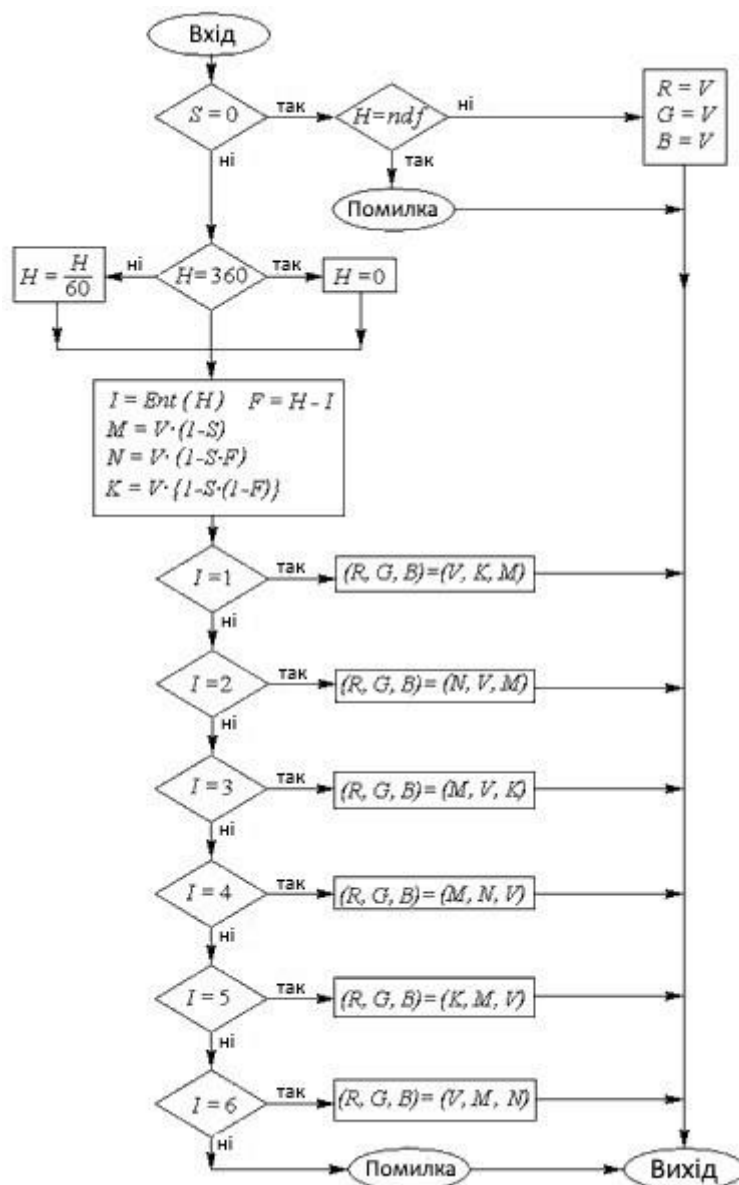 Вхід
S = 0
так
H=ndf
ні
R = V
G = V
B = V
ні
так
Помилка
H = H/60
ні
H=360
так
H=0
I = Ent (H) F = H - I
M = V·(1-S)
N = V·(1-S·F)
K = V·{1-S·(1-F)}
I =1
так
(R, G, B)=(V, K, M)
ні
I =2
так
(R, G, B)=(N, V, M)
ні
I =3
так
(R, G, B)=(M, V, K)
ні
I =4
так
(R, G, B)=(M, N, V)
ні
I =5
так
(R, G, B)=(K, M, V)
ні
I =6
так
(R, G, B)=(V, M, N)
ні
Помилка
Вихід